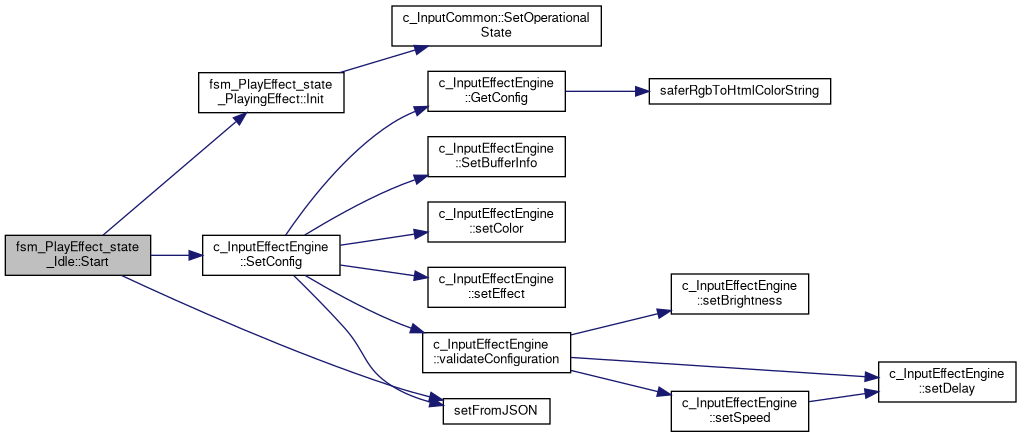 c_InputCommon::SetOperational
State
fsm_PlayEffect_state
_PlayingEffect::Init
c_InputEffectEngine
::GetConfig
saferRgbToHtmlColorString
c_InputEffectEngine
::SetBufferInfo
c_InputEffectEngine
::setColor
fsm_PlayEffect_state
_Idle::Start
c_InputEffectEngine
::SetConfig
c_InputEffectEngine
::setEffect
c_InputEffectEngine
::setBrightness
c_InputEffectEngine
::validateConfiguration
c_InputEffectEngine
::setDelay
setFromJSON
c_InputEffectEngine
::setSpeed